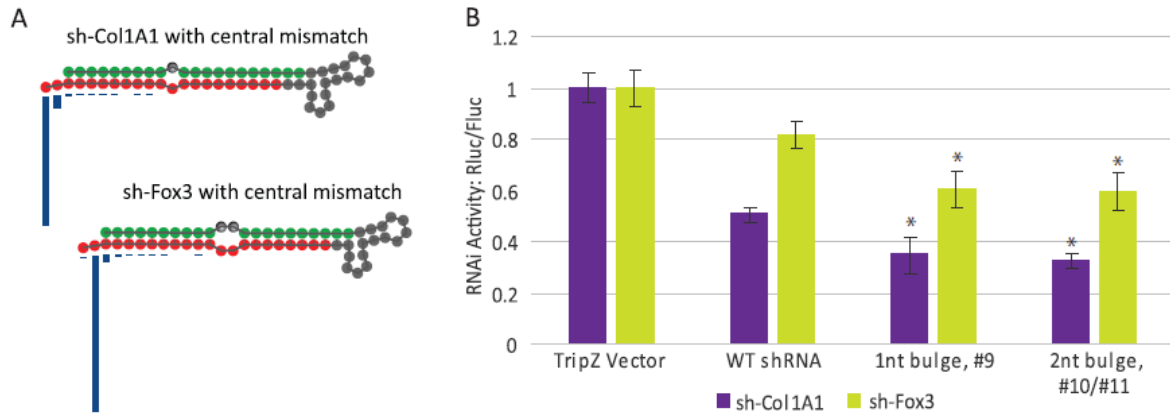 A
sh-Col1A1 with central mismatch
sh-Fox3 with central mismatch
B
RNAi Activity: Rluc/Fluc
1.2
1
0.8
0.6
0.4
0.2
0
*
*
*
*
TripZ Vector
WT shRNA
1nt bulge, #9
2nt bulge,
#10/#11
sh-Col1A1
sh-Fox3